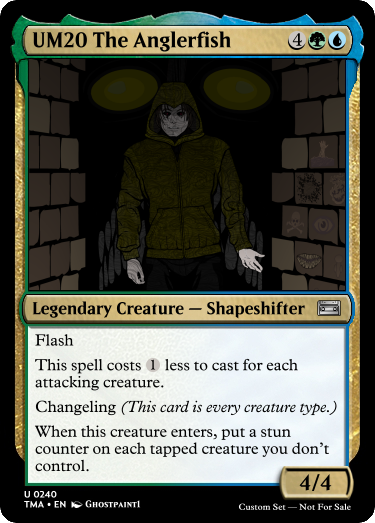 UM20 The Anglerfish 4
Legendary Creature — Shapeshifter
Flash
This spell costs 1 less to cast for each
attacking creature.
Changeling (This card is every creature type.)
When this creature enters, put a stun
counter on each tapped creature you don't
control.
4/4
U 0240
TMA • EN Ghostpaint1
Custom Set — Not For Sale